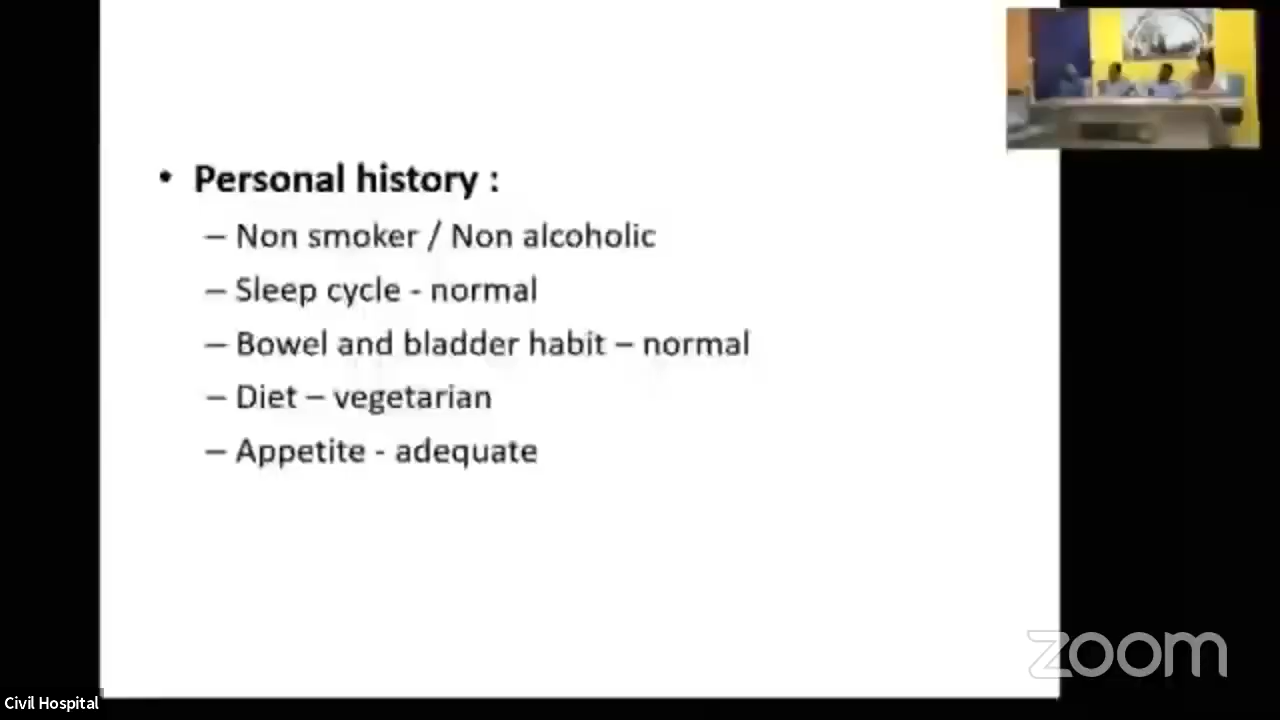 • Personal history :
– Non smoker / Non alcoholic
– Sleep cycle - normal
– Bowel and bladder habit – normal
– Diet – vegetarian
– Appetite - adequate
zoom
Civil Hospital